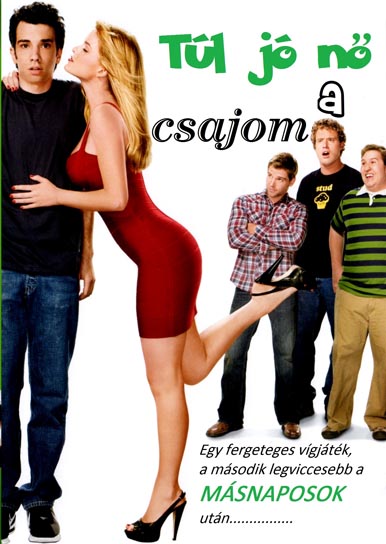 Túl jó nő
a
csajom
stud
Egy fergeteges vígjáték,
a második legviccesebb a
MÁSNAPOSOK
után................